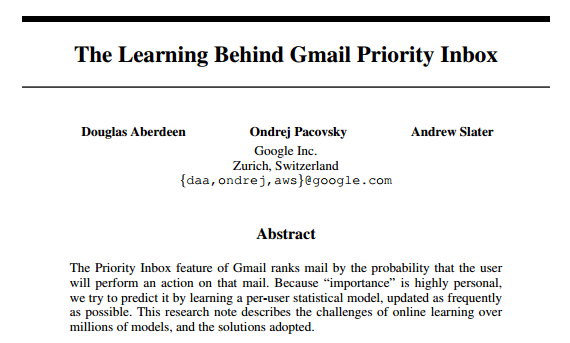 The Learning Behind Gmail Priority Inbox
Douglas Aberdeen Ondrej Pacovsky Andrew Slater
Google Inc.
Zurich, Switzerland
{daa,ondrej,aws}@google.com
Abstract
The Priority Inbox feature of Gmail ranks mail by the probability that the user
will perform an action on that mail. Because “importance” is highly personal,
we try to predict it by learning a per-user statistical model, updated as frequently
as possible. This research note describes the challenges of online learning over
millions of models, and the solutions adopted.